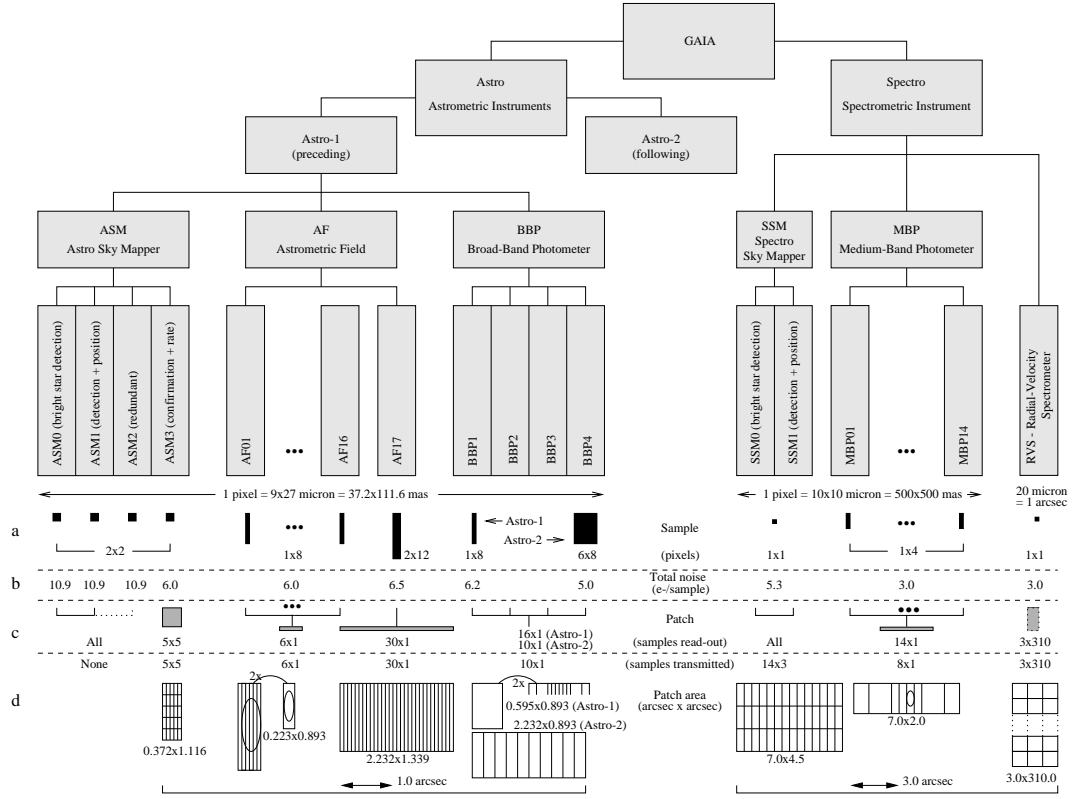 GAIA
Astro
Astrometric Instruments
Spectro
Spectrometric Instrument
Astro-1
(preceding)
Astro-2
(following)
ASM
Astro Sky Mapper
AF
Astrometric Field
BBP
Broad-Band Photometer
SSM
Spectro
Sky Mapper
MBP
Medium-Band Photometer
ASM0 (bright star detection)
ASM1 (detection + position)
ASM2 (redundant)
ASM3 (confirmation + rate)
AF01
AF16
AF17
BBP1
BBP2
BBP3
BBP4
SSM0 (bright star detection)
SSM1 (detection + position)
MBP01
MBP14
RVS - Radial-Velocity
Spectrometer
1 pixel = 9x27 micron = 37.2x111.6 mas
1 pixel = 10x10 micron = 500x500 mas
20 micron
= 1 arcsec
a
Astro-1
Astro-2
Sample
(pixels)
2x2
1x8
2x12
1x8
6x8
1x1
1x4
1x1
b
10.9
10.9
10.9
6.0
6.0
6.5
6.2
5.0
Total noise
(e-/sample)
5.3
3.0
3.0
c
Patch
16x1 (Astro-1)
All
5x5
6x1
30x1
10x1 (Astro-2)
(samples read-out)
All
14x1
3x310
None
5x5
6x1
30x1
10x1
(samples transmitted)
14x3
8x1
3x310
d
2x
2x
Patch area
(arcsec x arcsec)
0.595x0.893 (Astro-1)
0.223x0.893
2.232x0.893 (Astro-2)
7.0x2.0
0.372x1.116
2.232x1.339
7.0x4.5
3.0x310.0
1.0 arcsec
3.0 arcsec